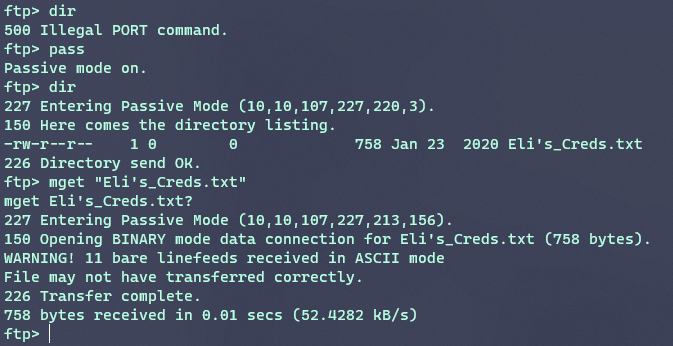 ftp> dir
500 Illegal PORT command.
ftp> pass
Passive mode on.
ftp> dir
227 Entering Passive Mode (10,10,107,227,220,3).
150 Here comes the directory listing.
-rw-r--r--    1 0        0             758 Jan 23  2020 Eli's_Creds.txt
226 Directory send OK.
ftp> mget "Eli's_Creds.txt"
mget Eli's_Creds.txt?
227 Entering Passive Mode (10,10,107,227,213,156).
150 Opening BINARY mode data connection for Eli's_Creds.txt (758 bytes).
WARNING! 11 bare linefeeds received in ASCII mode
File may not have transferred correctly.
226 Transfer complete.
758 bytes received in 0.01 secs (52.4282 kB/s)
ftp>